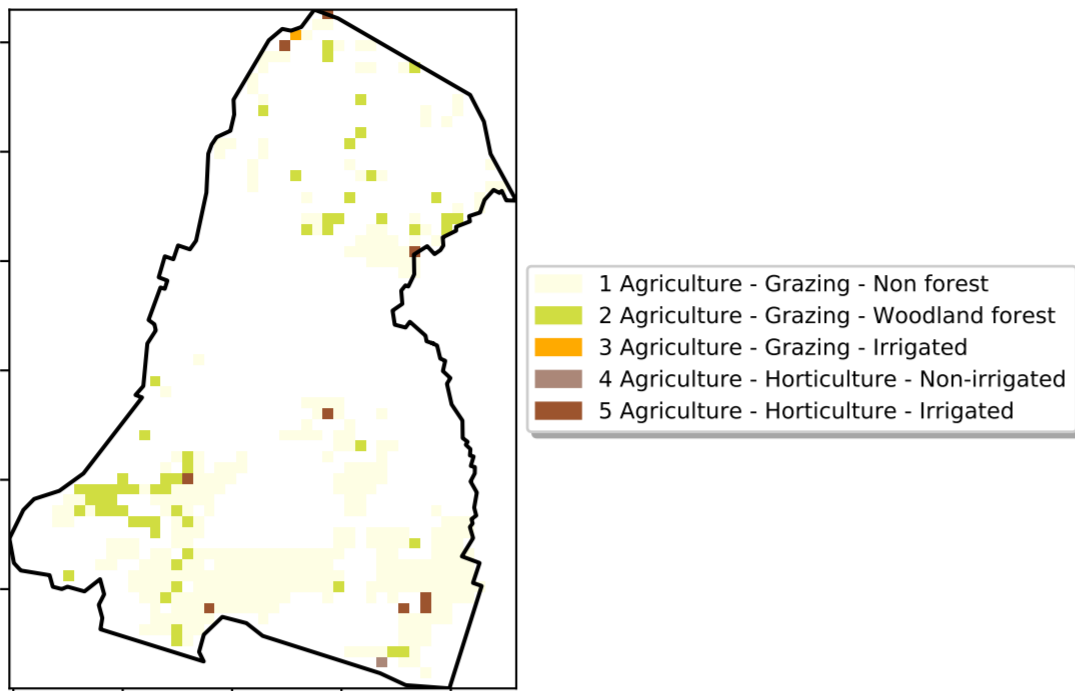 1 Agriculture - Grazing - Non forest
2 Agriculture - Grazing - Woodland forest
3 Agriculture - Grazing - Irrigated
4 Agriculture - Horticulture - Non-irrigated
5 Agriculture - Horticulture - Irrigated